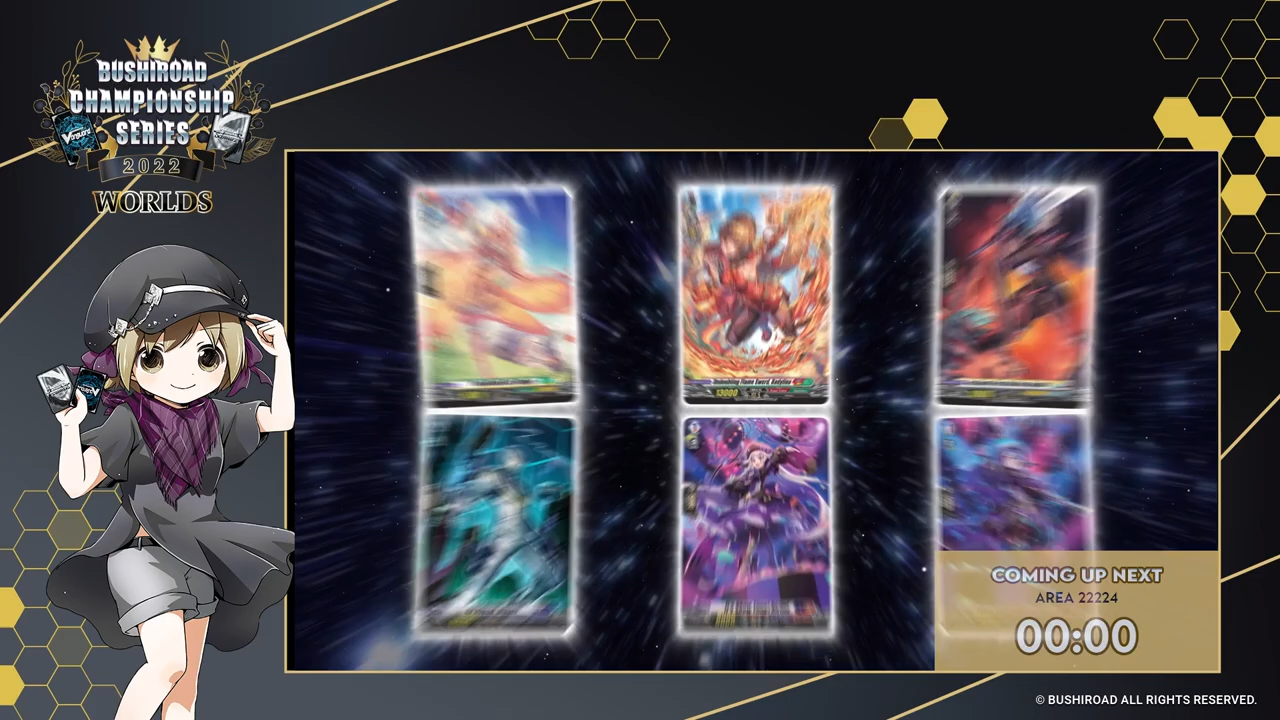 BUSHIROAD
CHAMPIONSHIP
SERIES
2022
WORLDS
COMING UP NEXT
AREA 22224
00:00
© BUSHIROAD ALL RIGHTS RESERVED.